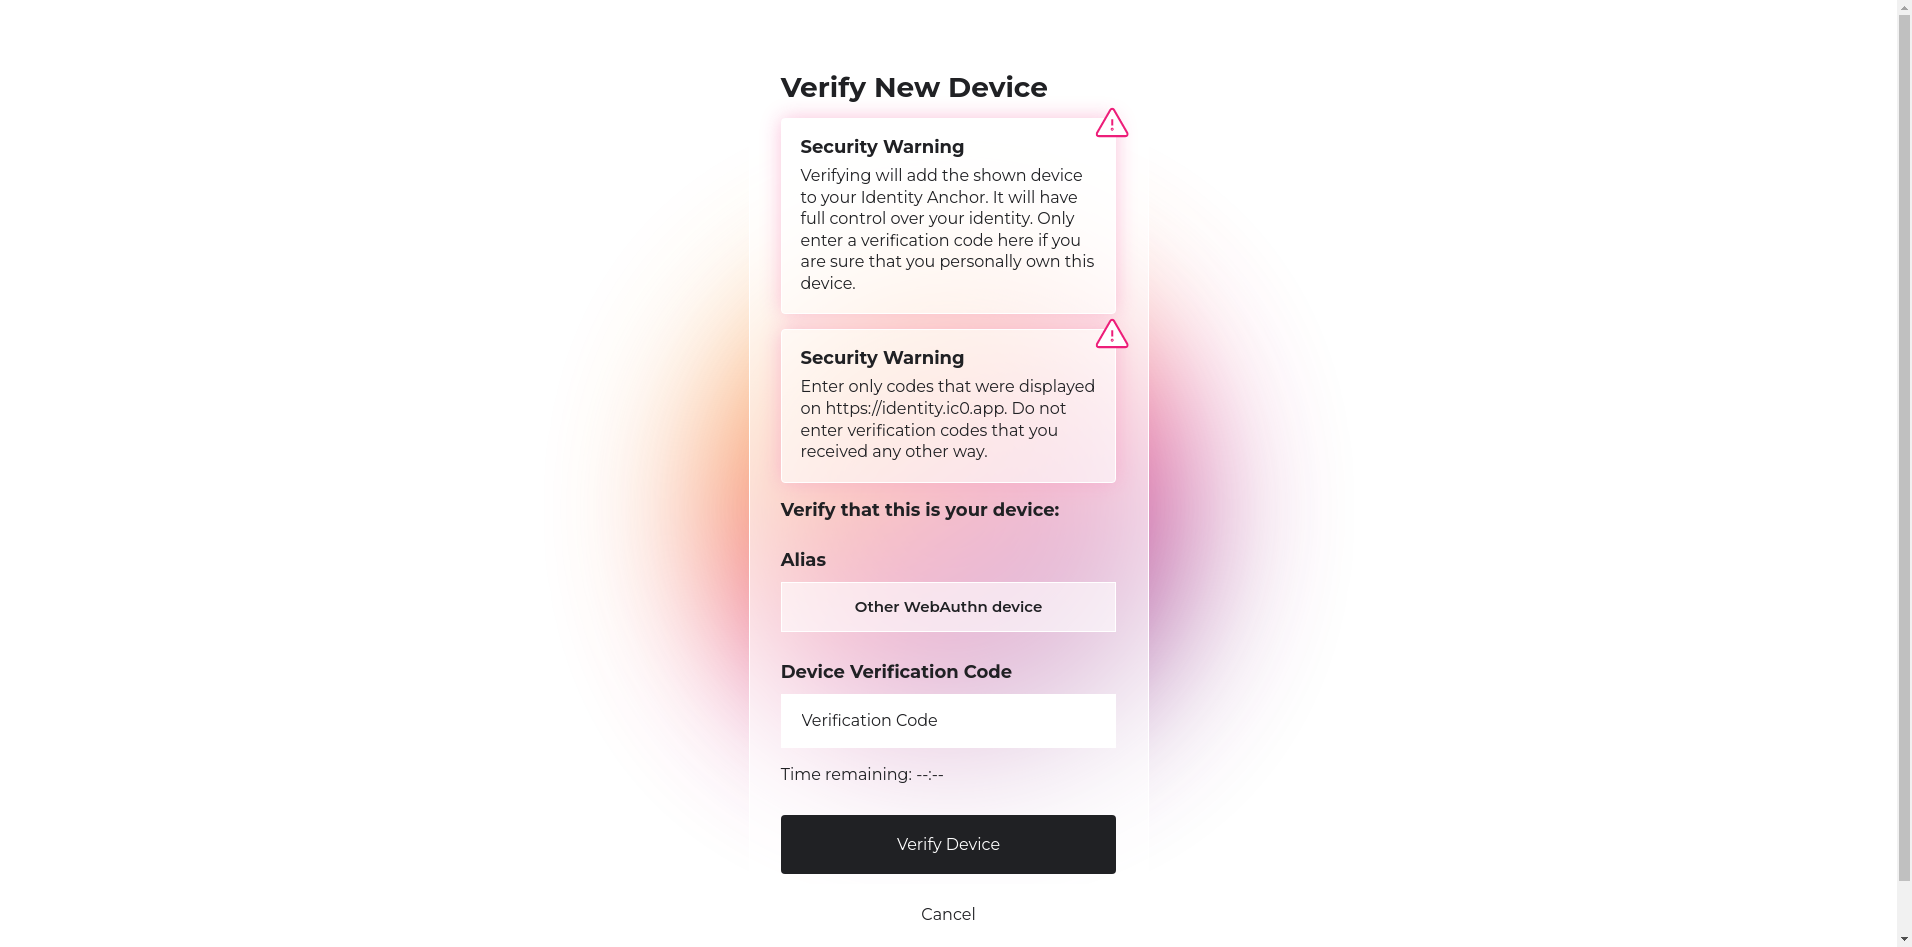 Verify New Device
Security Warning
Verifying will add the shown device
to your Identity Anchor. It will have
full control over your identity. Only
enter a verification code here if you
are sure that you personally own this
device.
Security Warning
Enter only codes that were displayed
on https://identity.ic0.app. Do not
enter verification codes that you
received any other way.
Verify that this is your device:
Alias
Other WebAuthn device
Device Verification Code
Verification Code
Time remaining: --:--
Verify Device
Cancel